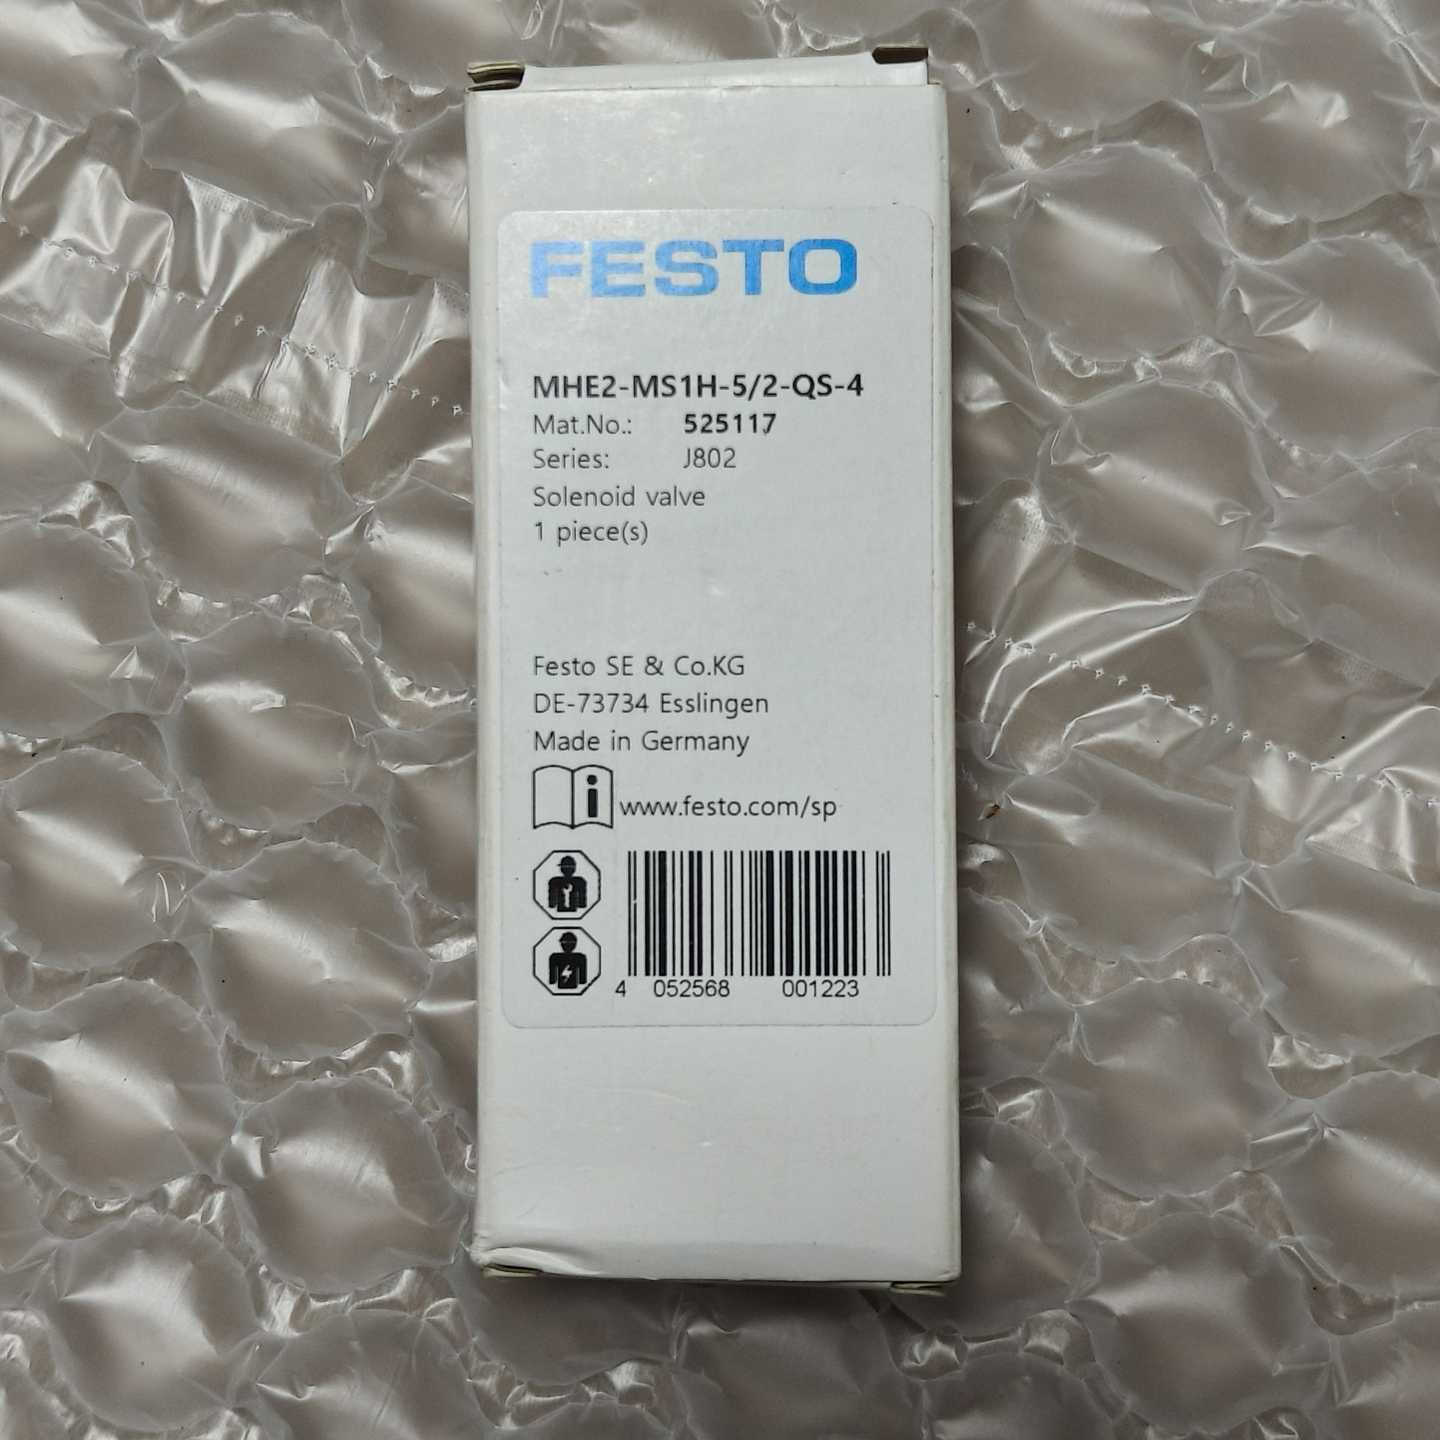 FESTO
MHE2-MS1H-5/2-QS-4
Mat.No.: 525117
Series: J802
Solenoid valve
1 piece(s)
Festo SE & Co.KG
DE-73734 Esslingen
Made in Germany
www.festo.com/sp
4 052568 001223